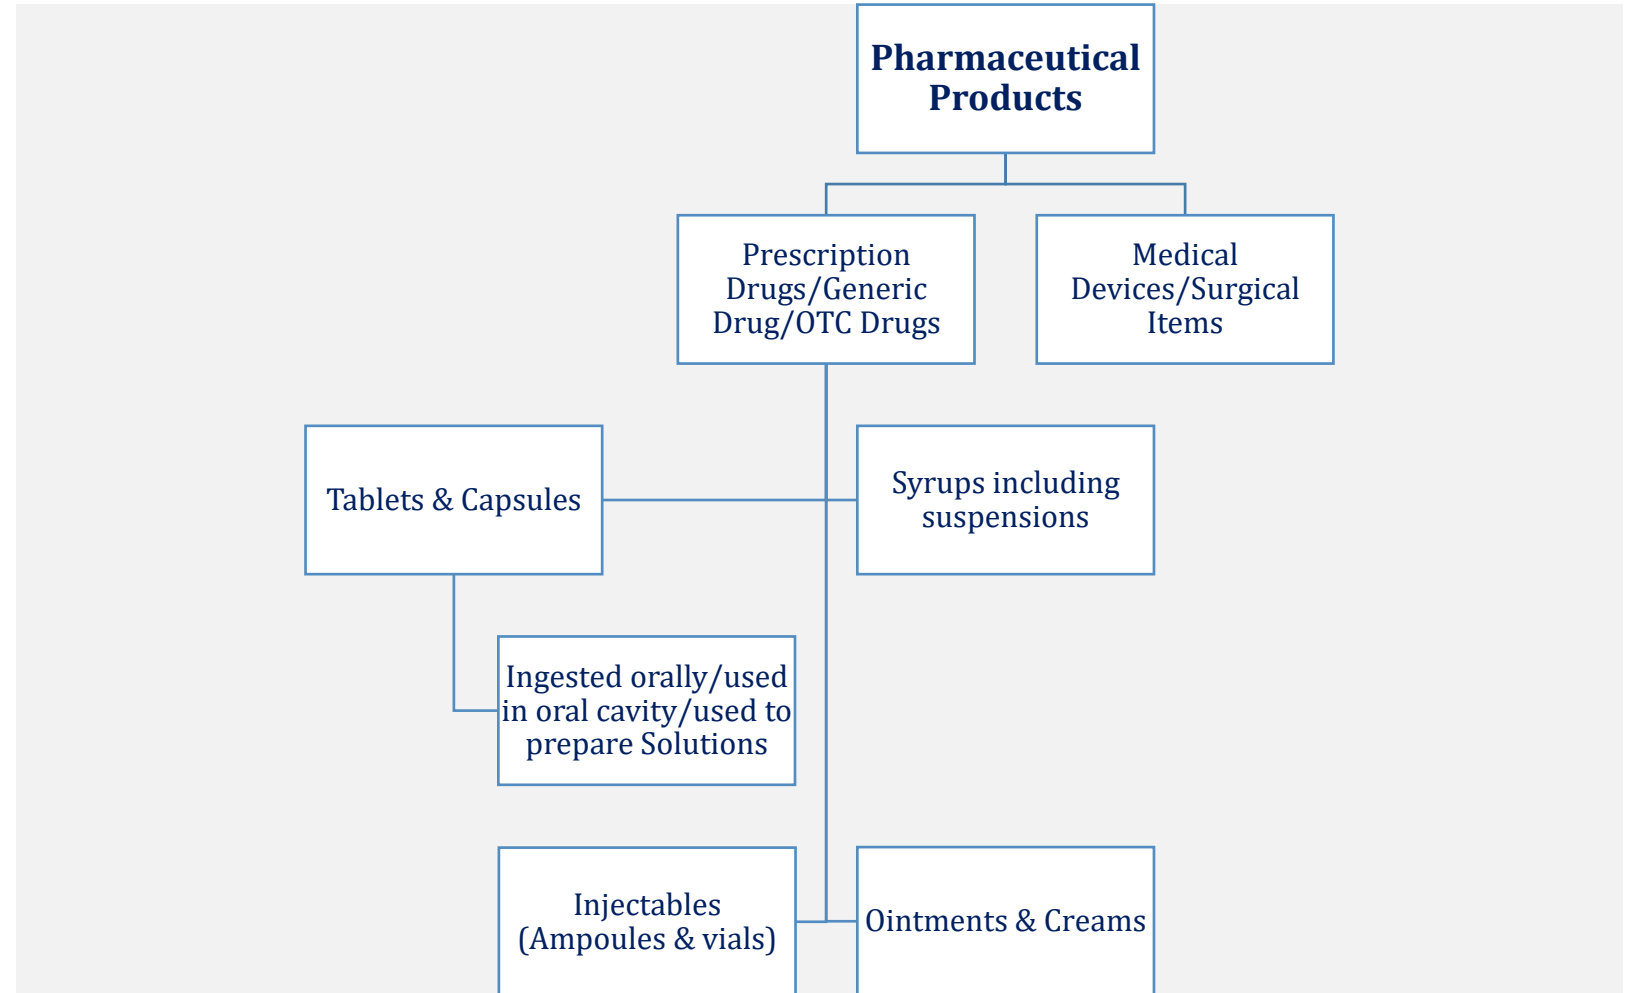 Pharmaceutical
Products
Prescription
Drugs/Generic
Drug/OTC Drugs
Medical
Devices/Surgical
Items
Tablets & Capsules
Syrups including
suspensions
Ingested orally/used
in oral cavity/used to
prepare Solutions
Injectables
(Ampoules & vials)
Ointments & Creams